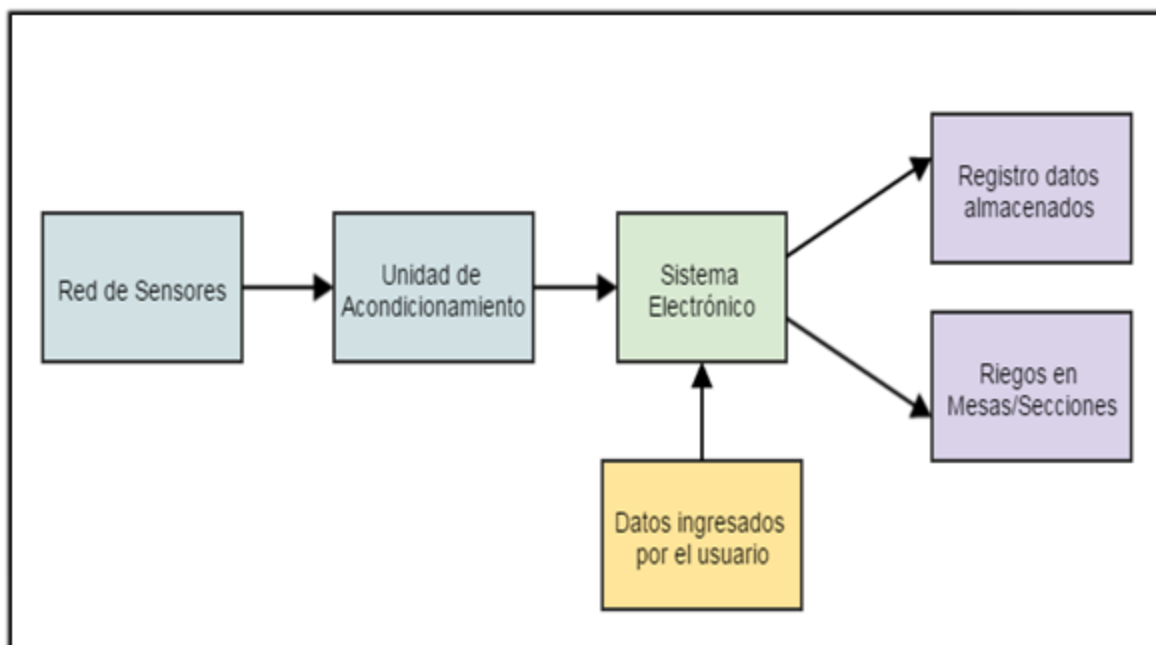 Red de Sensores
Unidad de
Acondicionamiento
Sistema
Electrónico
Registro datos
almacenados
Riegos en
Mesas/Secciones
Datos ingresados
por el usuario